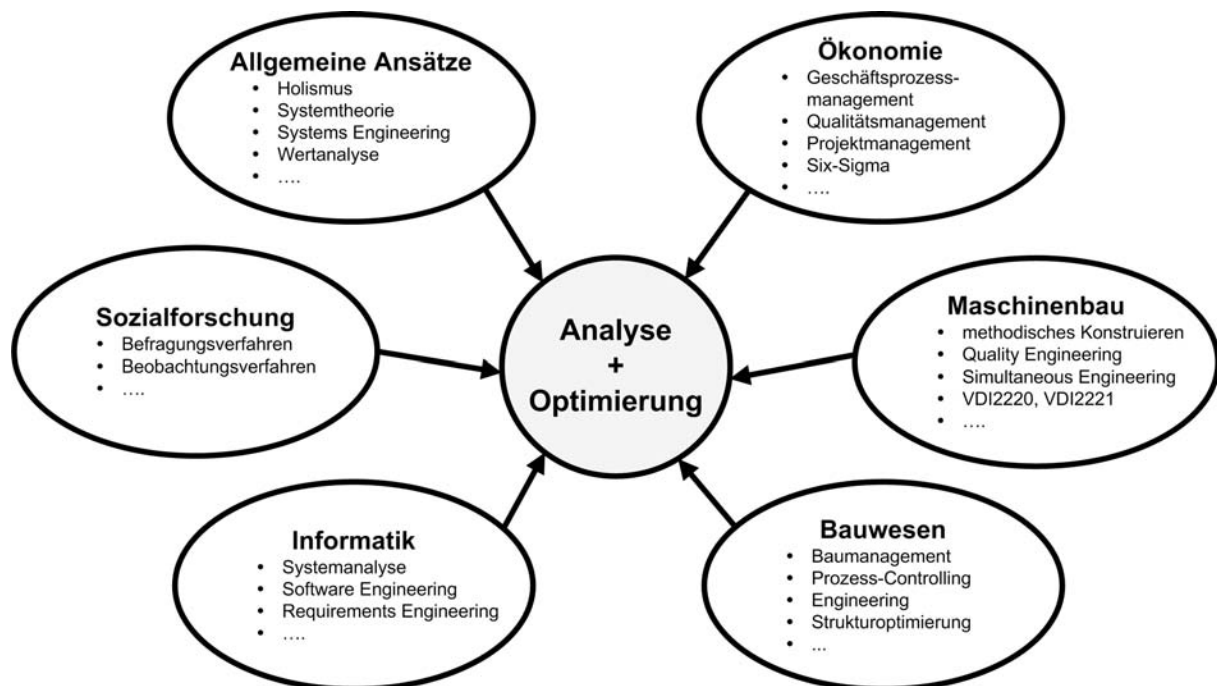 Allgemeine Ansätze
• Holismus
• Systemtheorie
• Systems Engineering
• Wertanalyse
• ....
Ökonomie
• Geschäftsprozess-
management
• Qualitätsmanagement
• Projektmanagement
• Six-Sigma
• ....
Sozialforschung
• Befragungsverfahren
• Beobachtungsverfahren
• ....
Analyse
+
Optimierung
Maschinenbau
• methodisches Konstruieren
• Quality Engineering
• Simultaneous Engineering
• VDI2220, VDI2221
• ....
Informatik
• Systemanalyse
• Software Engineering
• Requirements Engineering
• ....
Bauwesen
• Baumanagement
• Prozess-Controlling
• Engineering
• Strukturoptimierung
• ...